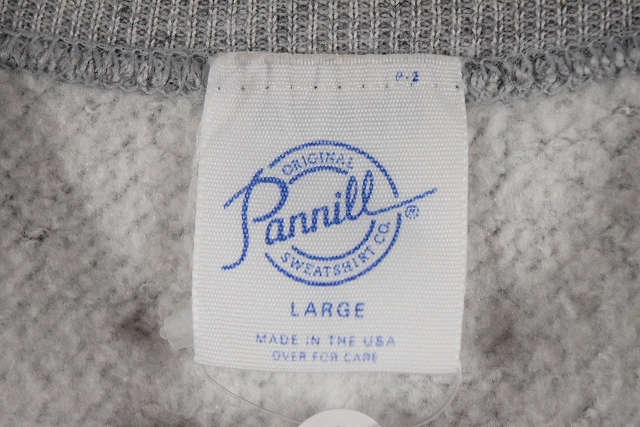 ORIGINAL
Pannill ®
SWEATSHIRT CO.
LARGE
MADE IN THE USA
OVER FOR CARE